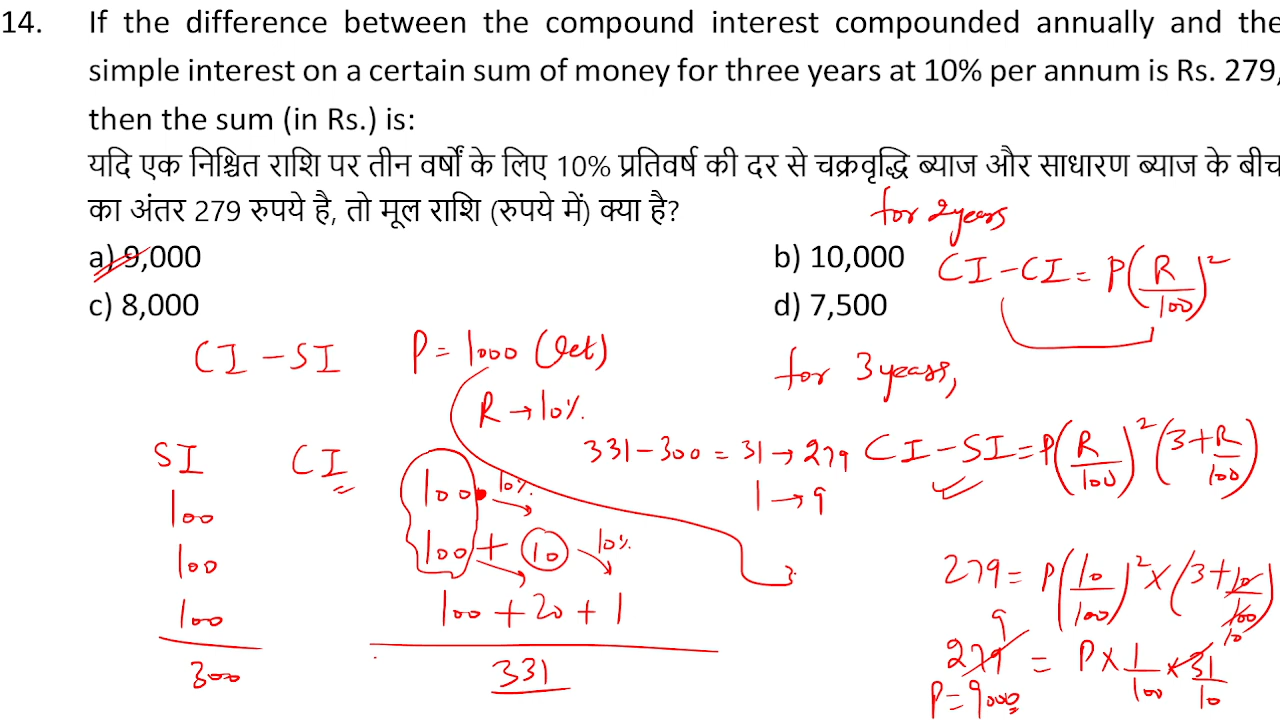 14. If the difference between the compound interest compounded annually and the
simple interest on a certain sum of money for three years at 10% per annum is Rs. 279,
then the sum (in Rs.) is:
यदि एक निश्चित राशि पर तीन वर्षों के लिए 10% प्रतिवर्ष की दर से चक्रवृद्धि ब्याज और साधारण ब्याज के बीच
का अंतर 279 रुपये है, तो मूल राशि (रुपये में) क्या है?
for 2years
a) 9,000 b) 10,000
CI-CI = P(R/100)²
c) 8,000 d) 7,500
CI - SI P = 1000 (let)
for 3 years,
R → 10%
331-300 = 31 → 279 CI-SI = P(R/100)²(3+R/100)
SI CI
100 100 10%
1 → 9
100 100 + 10 10%
279 = P(10/100)² × (3+10/100) 10
100 100 + 20 + 1
9
300 331
279 = P × 1/100 × 31/10
P = 9000